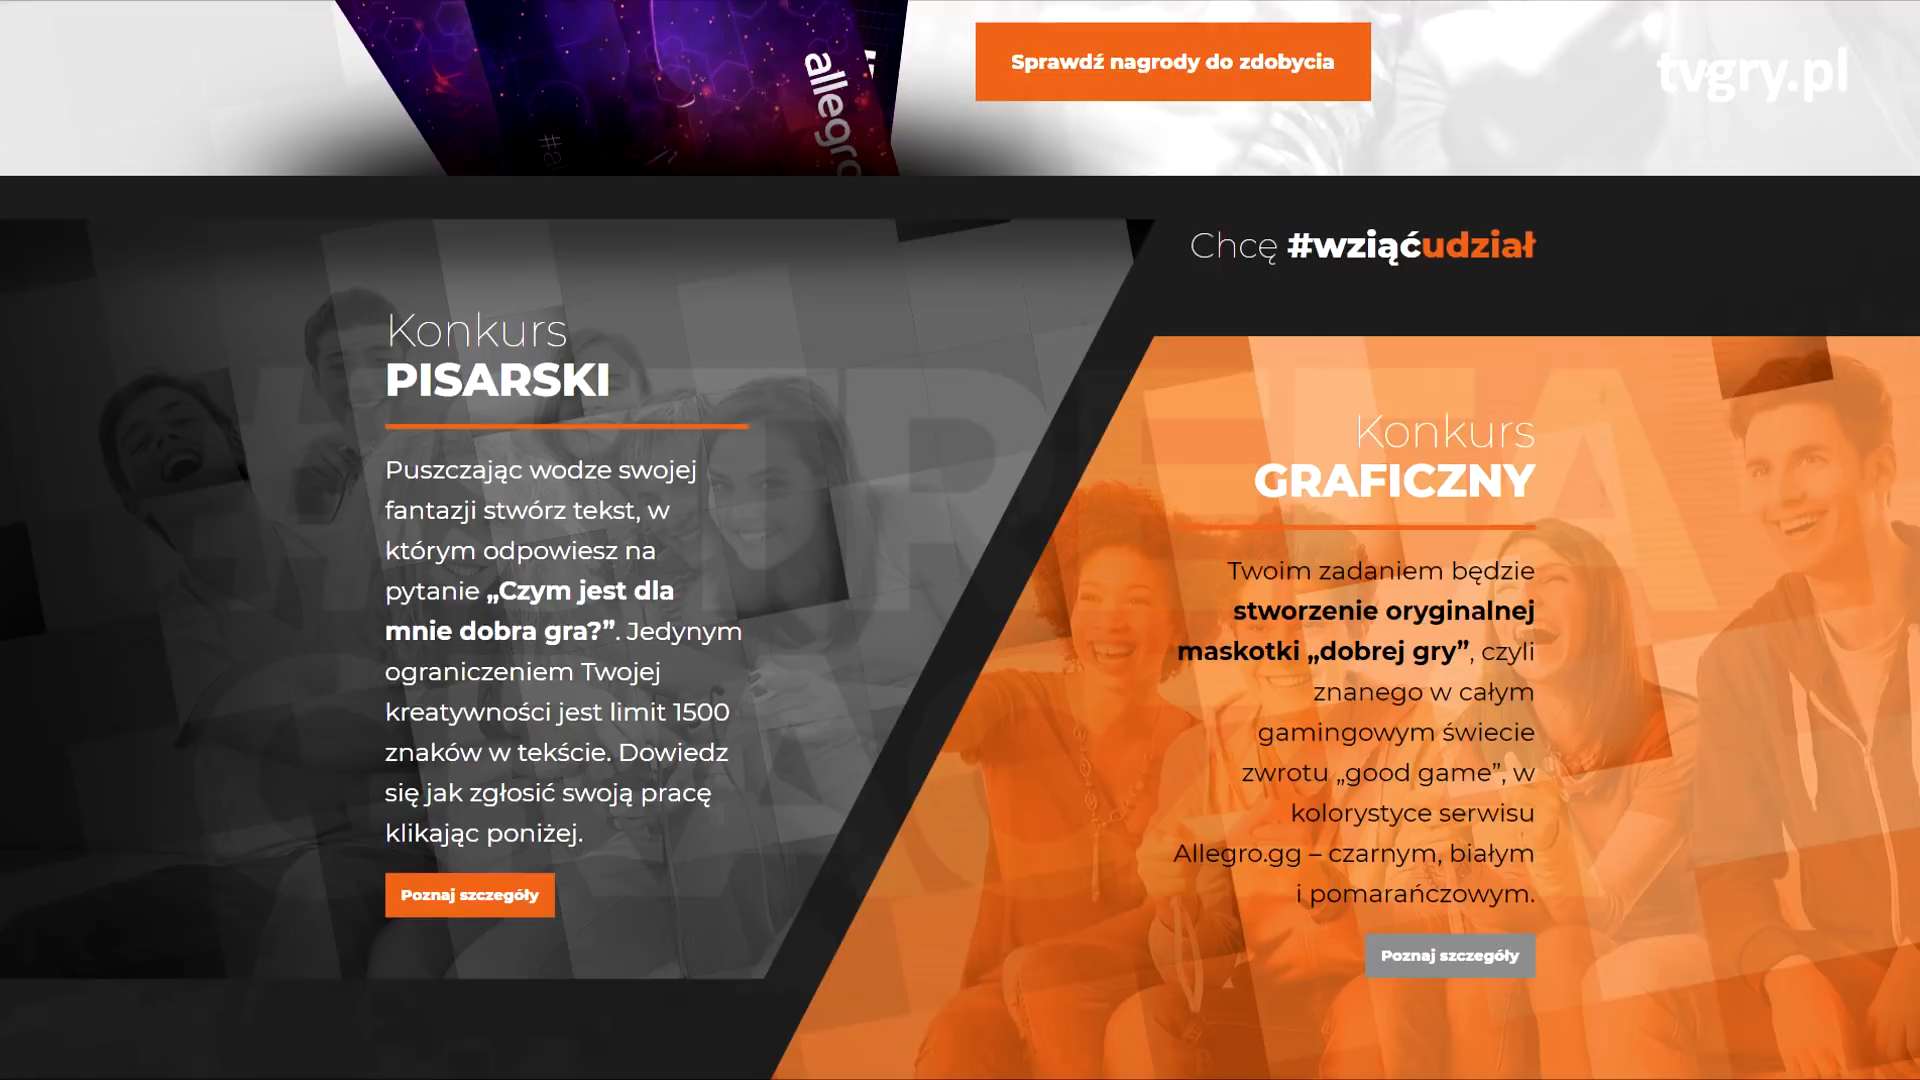 Sprawdź nagrody do zdobycia
tvgry.pl
allegro
#a
Chcę #wziąćudział
Konkurs
PISARSKI
Puszczając wodze swojej
fantazji stwórz tekst, w
którym odpowiesz na
pytanie „Czym jest dla
mnie dobra gra?”. Jedynym
ograniczeniem Twojej
kreatywności jest limit 1500
znaków w tekście. Dowiedz
się jak zgłosić swoją pracę
klikając poniżej.
Poznaj szczegóły
Konkurs
GRAFICZNY
Twoim zadaniem będzie
stworzenie oryginalnej
maskotki „dobrej gry”, czyli
znanego w całym
gamingowym świecie
zwrotu „good game”, w
kolorystyce serwisu
Allegro.gg – czarnym, białym
i pomarańczowym.
Poznaj szczegóły